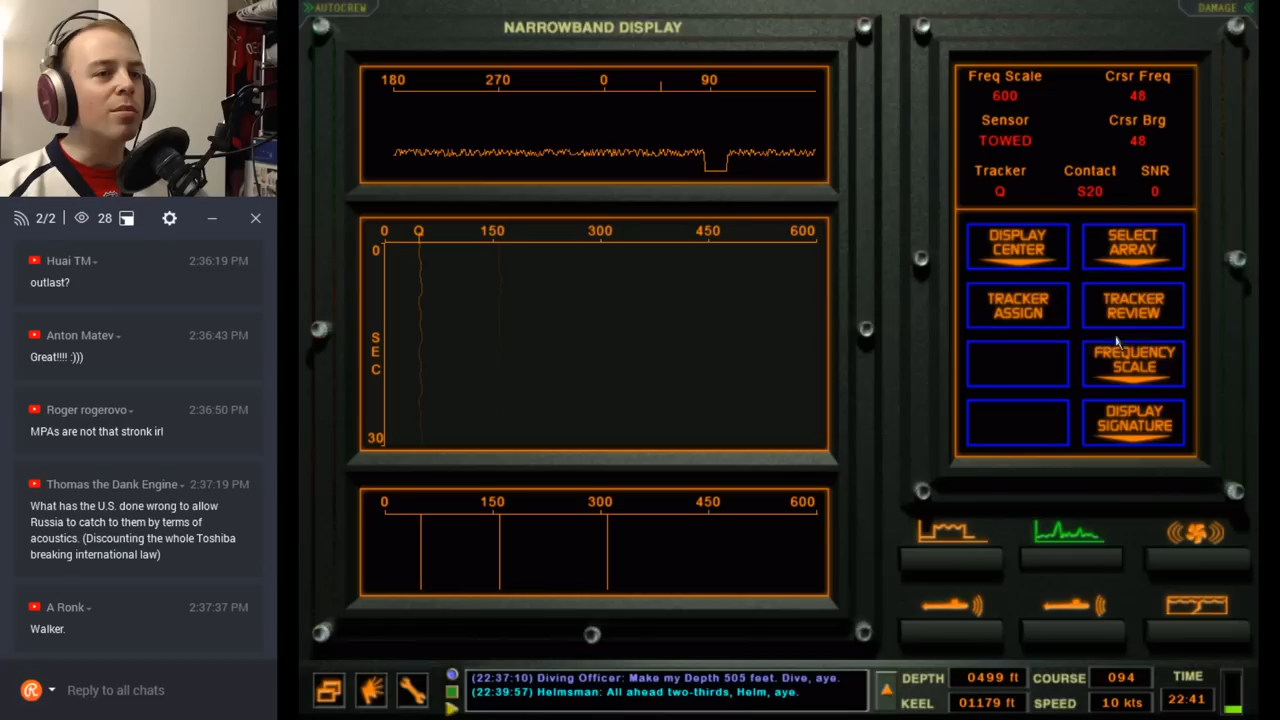 AUTOCREW
DAMAGE
NARROWBAND DISPLAY
180 270 0 90
0 Q 150 300 450 600
0
SEC
30
0 150 300 450 600
Freq Scale Crsr Freq
600 48
Sensor Crsr Brg
TOWED 48
Tracker Contact SNR
Q S20 0
DISPLAY CENTER
SELECT ARRAY
TRACKER ASSIGN
TRACKER REVIEW
FREQUENCY SCALE
DISPLAY SIGNATURE
2/2 28
Huai TM 2:36:19 PM
outlast?
Anton Matev 2:36:43 PM
Great!!!! :)))
Roger rogerovo 2:36:50 PM
MPAs are not that stronk irl
Thomas the Dank Engine 2:37:19 PM
What has the U.S. done wrong to allow
Russia to catch to them by terms of
acoustics. (Discounting the whole Toshiba
breaking international law)
A Ronk 2:37:37 PM
Walker.
Reply to all chats
(22:37:10) Diving Officer: Make my Depth 505 feet. Dive, aye.
(22:39:57) Helmsman: All ahead two-thirds, Helm, aye.
DEPTH 0499 ft COURSE 094 TIME
KEEL 01179 ft SPEED 10 kts 22:41